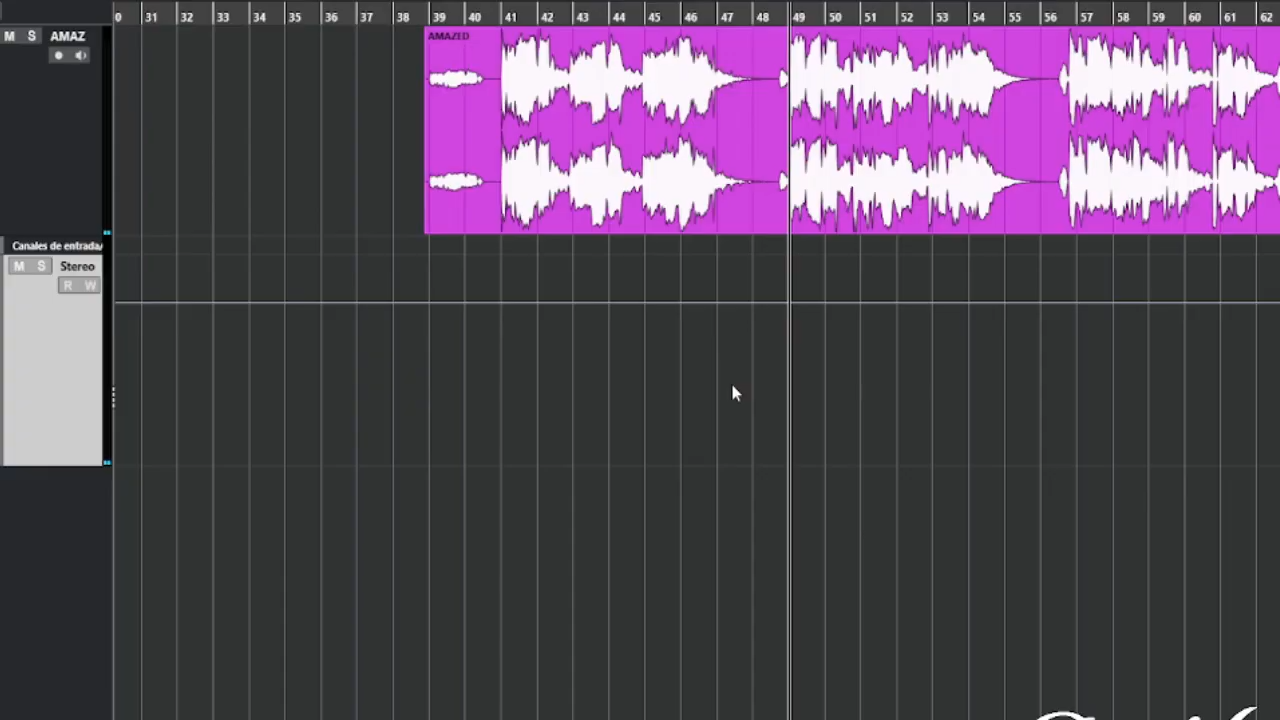 0 31 32 33 34 35 36 37 38 39 40 41 42 43 44 45 46 47 48 49 50 51 52 53 54 55 56 57 58 59 60 61 62
M S AMAZ
AMAZED
Canales de entrada/
M S Stereo
R W